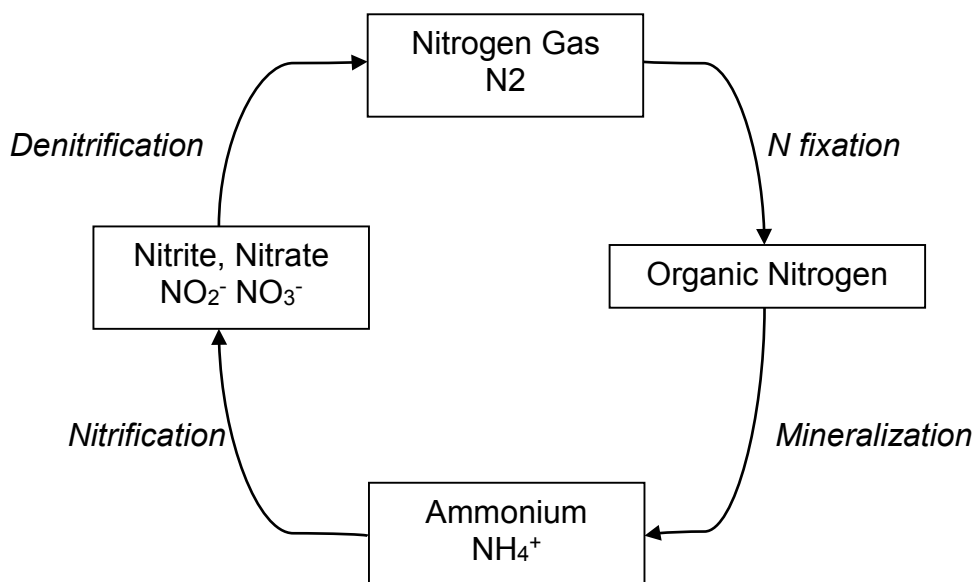 Nitrogen Gas
N2
Denitrification
N fixation
Nitrite, Nitrate
NO₂⁻ NO₃⁻
Organic Nitrogen
Nitrification
Mineralization
Ammonium
NH₄⁺